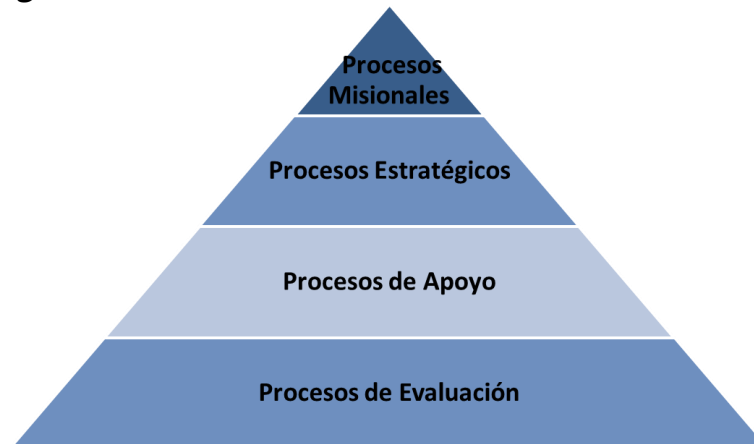 Procesos
Misionales
Procesos Estratégicos
Procesos de Apoyo
Procesos de Evaluación